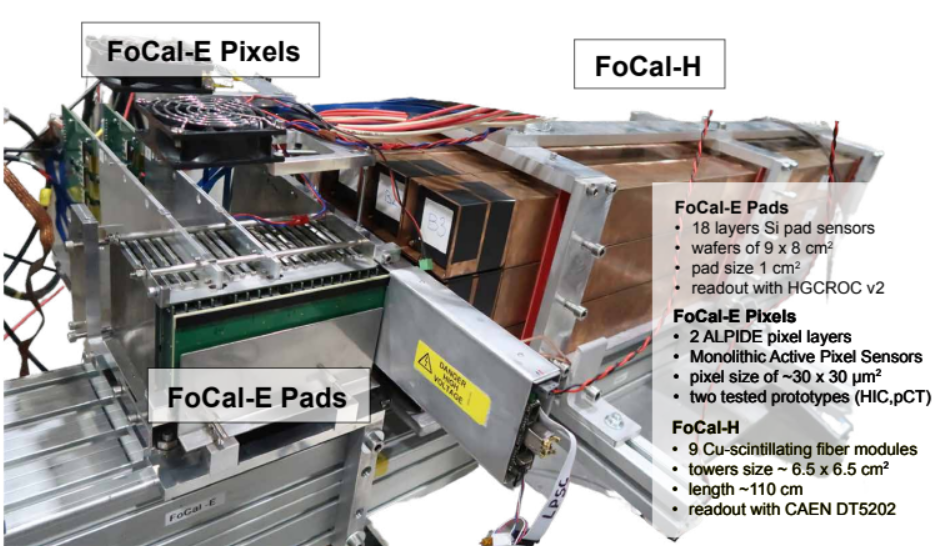 FoCal-E Pixels
FoCal-H
B3
DANGER
HIGH
VOLTAGE
FoCal-E Pads
FoCal-E
LPSC
FoCal-E Pads
• 18 layers Si pad sensors
• wafers of 9 x 8 cm²
• pad size 1 cm²
• readout with HGCROC v2
FoCal-E Pixels
• 2 ALPIDE pixel layers
• Monolithic Active Pixel Sensors
• pixel size of ~30 x 30 μm²
• two tested prototypes (HIC,pCT)
FoCal-H
• 9 Cu-scintillating fiber modules
• towers size ~ 6.5 x 6.5 cm²
• length ~110 cm
• readout with CAEN DT5202